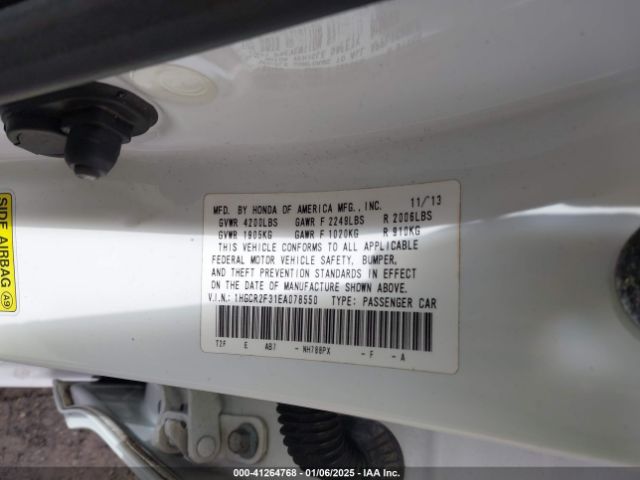 MFD. BY HONDA OF AMERICA MFG., INC. 11/13
GVWR 4200LBS GAWR F 2249LBS R 2006LBS
GVWR 1905KG GAWR F 1020KG R 910KG
THIS VEHICLE CONFORMS TO ALL APPLICABLE
FEDERAL MOTOR VEHICLE SAFETY, BUMPER,
AND THEFT PREVENTION STANDARDS IN EFFECT
ON THE DATE OF MANUFACTURE SHOWN ABOVE.
V.I.N.: 1HGCR2F31EA078550 TYPE: PASSENGER CAR
T2F E AB1 -NH788PX -F -A
SIDE AIRBAG
A9
000-41264768 | 01/06/2025 | IAA Inc.